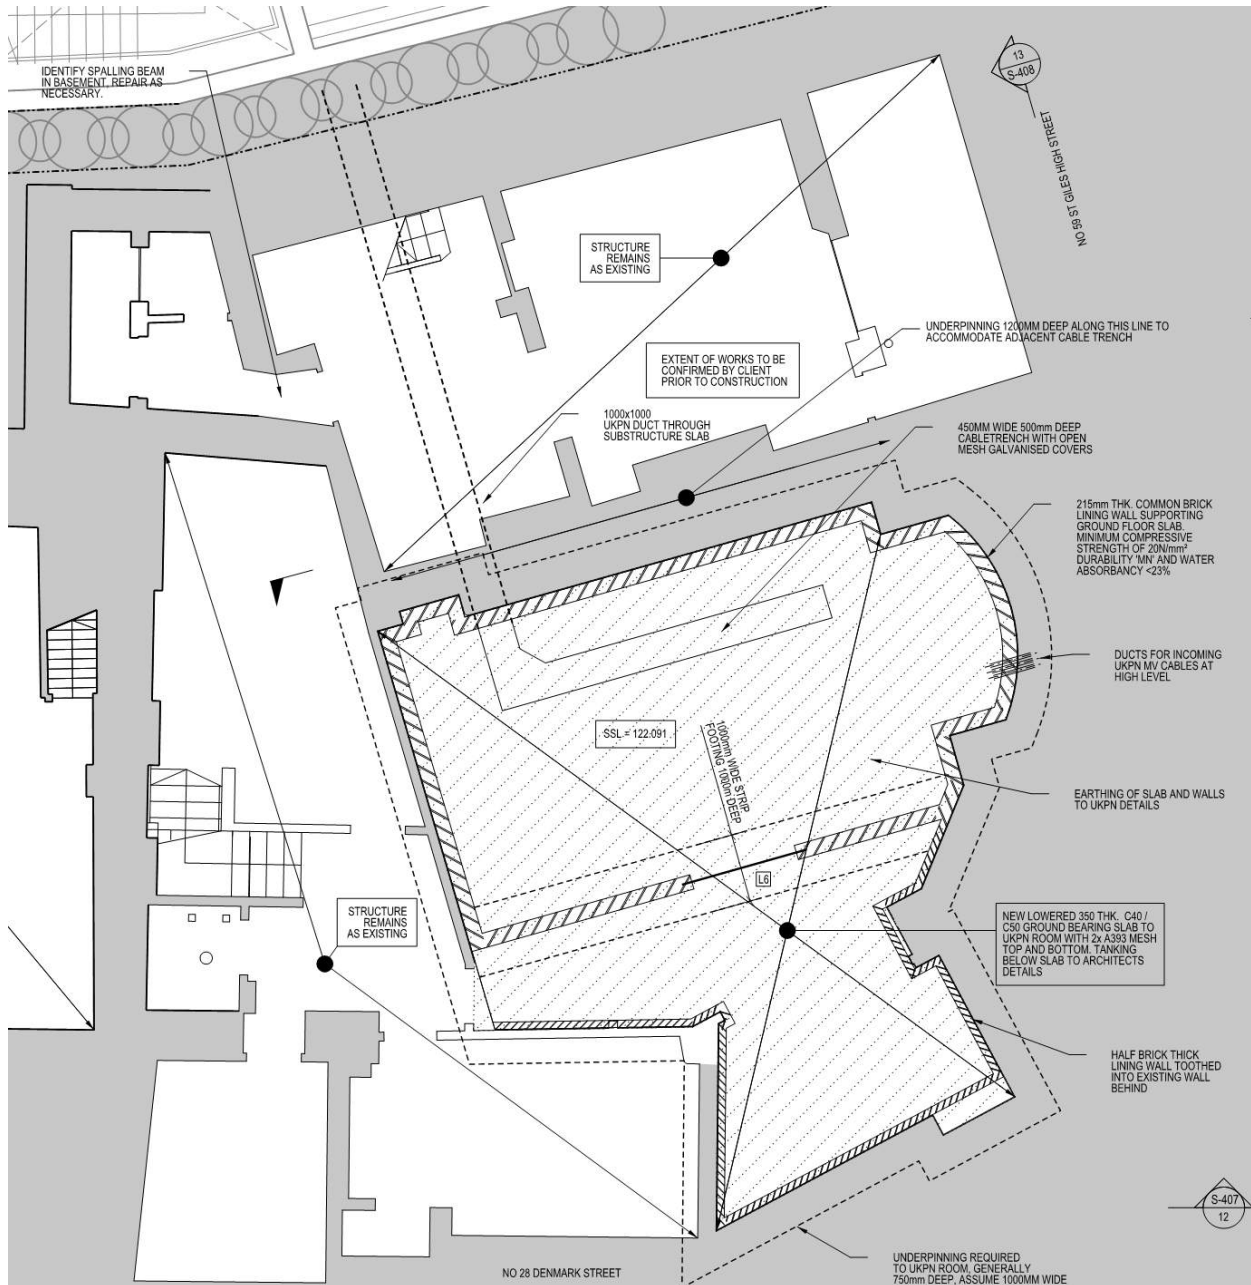 IDENTIFY SPALLING BEAM
IN BASEMENT, REPAIR AS
NECESSARY.
13
S-408
NO 59 ST GILES HIGH STREET
STRUCTURE
REMAINS
AS EXISTING
UNDERPINNING 1200MM DEEP ALONG THIS LINE TO
ACCOMMODATE ADJACENT CABLE TRENCH
EXTENT OF WORKS TO BE
CONFIRMED BY CLIENT
PRIOR TO CONSTRUCTION
1000x1000
UKPN DUCT THROUGH
SUBSTRUCTURE SLAB
450MM WIDE 500mm DEEP
CABLETRENCH WITH OPEN
MESH GALVANISED COVERS
215mm THK. COMMON BRICK
LINING WALL SUPPORTING
GROUND FLOOR SLAB.
MINIMUM COMPRESSIVE
STRENGTH OF 20N/mm²
DURABILITY 'MN' AND WATER
ABSORBANCY <23%
DUCTS FOR INCOMING
UKPN MV CABLES AT
HIGH LEVEL
SSL = 122.091
1000mm WIDE STRIP
FOOTING 1000m DEEP
EARTHING OF SLAB AND WALLS
TO UKPN DETAILS
L6
STRUCTURE
REMAINS
AS EXISTING
NEW LOWERED 350 THK. C40 /
C50 GROUND BEARING SLAB TO
UKPN ROOM WITH 2x A393 MESH
TOP AND BOTTOM. TANKING
BELOW SLAB TO ARCHITECTS
DETAILS
HALF BRICK THICK
LINING WALL TOOTHED
INTO EXISTING WALL
BEHIND
S-407
12
NO 28 DENMARK STREET
UNDERPINNING REQUIRED
TO UKPN ROOM, GENERALLY
750mm DEEP, ASSUME 1000MM WIDE